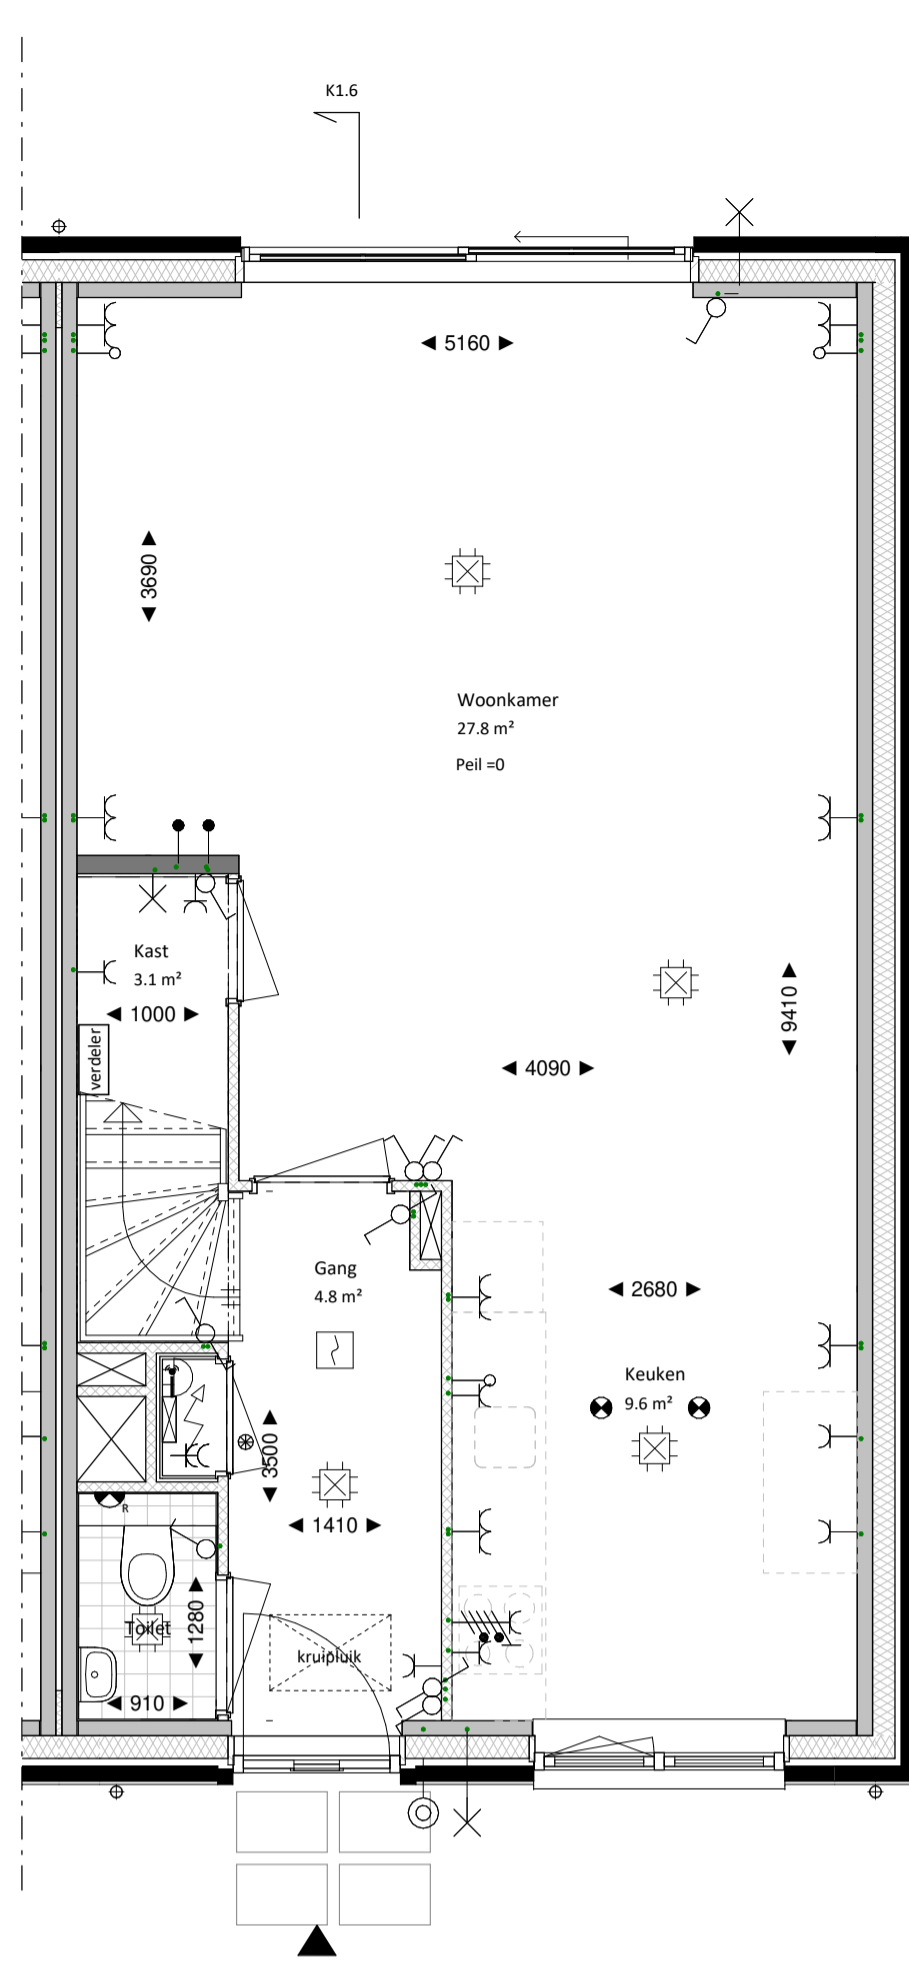 K1.6
◄ 5160 ►
◄ 3690 ►
Woonkamer
27.8 m²
Peil =0
Kast
3.1 m²
◄ 1000 ►
verdeler
◄ 9410 ►
◄ 4090 ►
Gang
4.8 m²
◄ 2680 ►
Keuken
9.6 m²
◄ 3500 ►
◄ 1410 ►
R
Toilet
◄ 1280 ►
kruipluik
◄ 910 ►